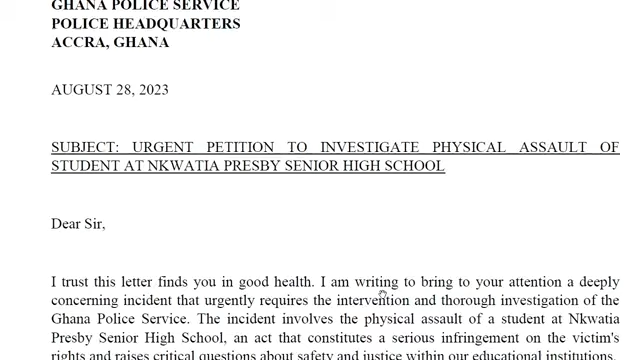 GHANA POLICE SERVICE
POLICE HEADQUARTERS
ACCRA, GHANA
AUGUST 28, 2023
SUBJECT: URGENT PETITION TO INVESTIGATE PHYSICAL ASSAULT OF
STUDENT AT NKWATIA PRESBY SENIOR HIGH SCHOOL
Dear Sir,
I trust this letter finds you in good health. I am writing to bring to your attention a deeply
concerning incident that urgently requires the intervention and thorough investigation of the
Ghana Police Service. The incident involves the physical assault of a student at Nkwatia
Presby Senior High School, an act that constitutes a serious infringement on the victim's
rights and raises critical questions about safety and justice within our educational institutions.